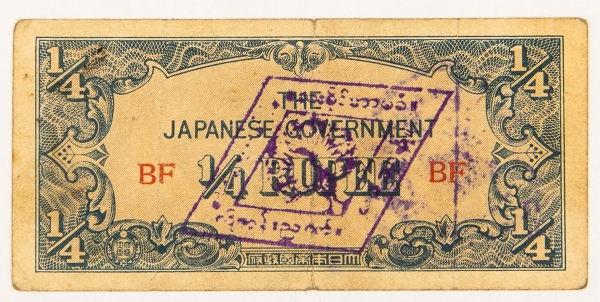 1/4 1/4
THE
JAPANESE GOVERNMENT
BF 1/4 RUPEE BF
1/4 1/4
府政國帝本日大